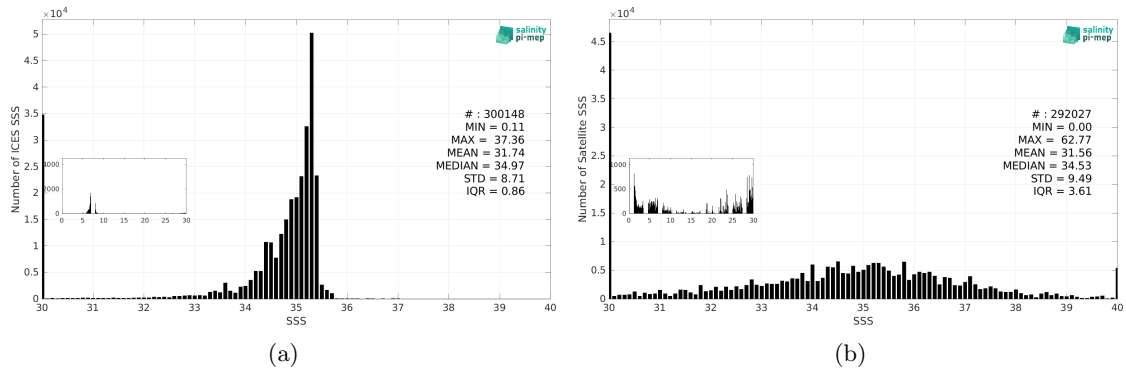 ×10⁴
5
4.5
4
3.5
3
2.5
2
1.5
1
0.5
0
Number of ICES SSS
salinity
pi-mep
# : 300148
MIN = 0.11
MAX = 37.36
MEAN = 31.74
MEDIAN = 34.97
STD = 8.71
IQR = 0.86
0 5 10 15 20 25 30
30 31 32 33 34 35 36 37 38 39 40
SSS
(a)
×10⁴
4.5
4
3.5
3
2.5
2
1.5
1
0.5
0
Number of Satellite SSS
salinity
pi-mep
# : 292027
MIN = 0.00
MAX = 62.77
MEAN = 31.56
MEDIAN = 34.53
STD = 9.49
IQR = 3.61
1000
500
0
0 5 10 15 20 25 30
30 31 32 33 34 35 36 37 38 39 40
SSS
(b)